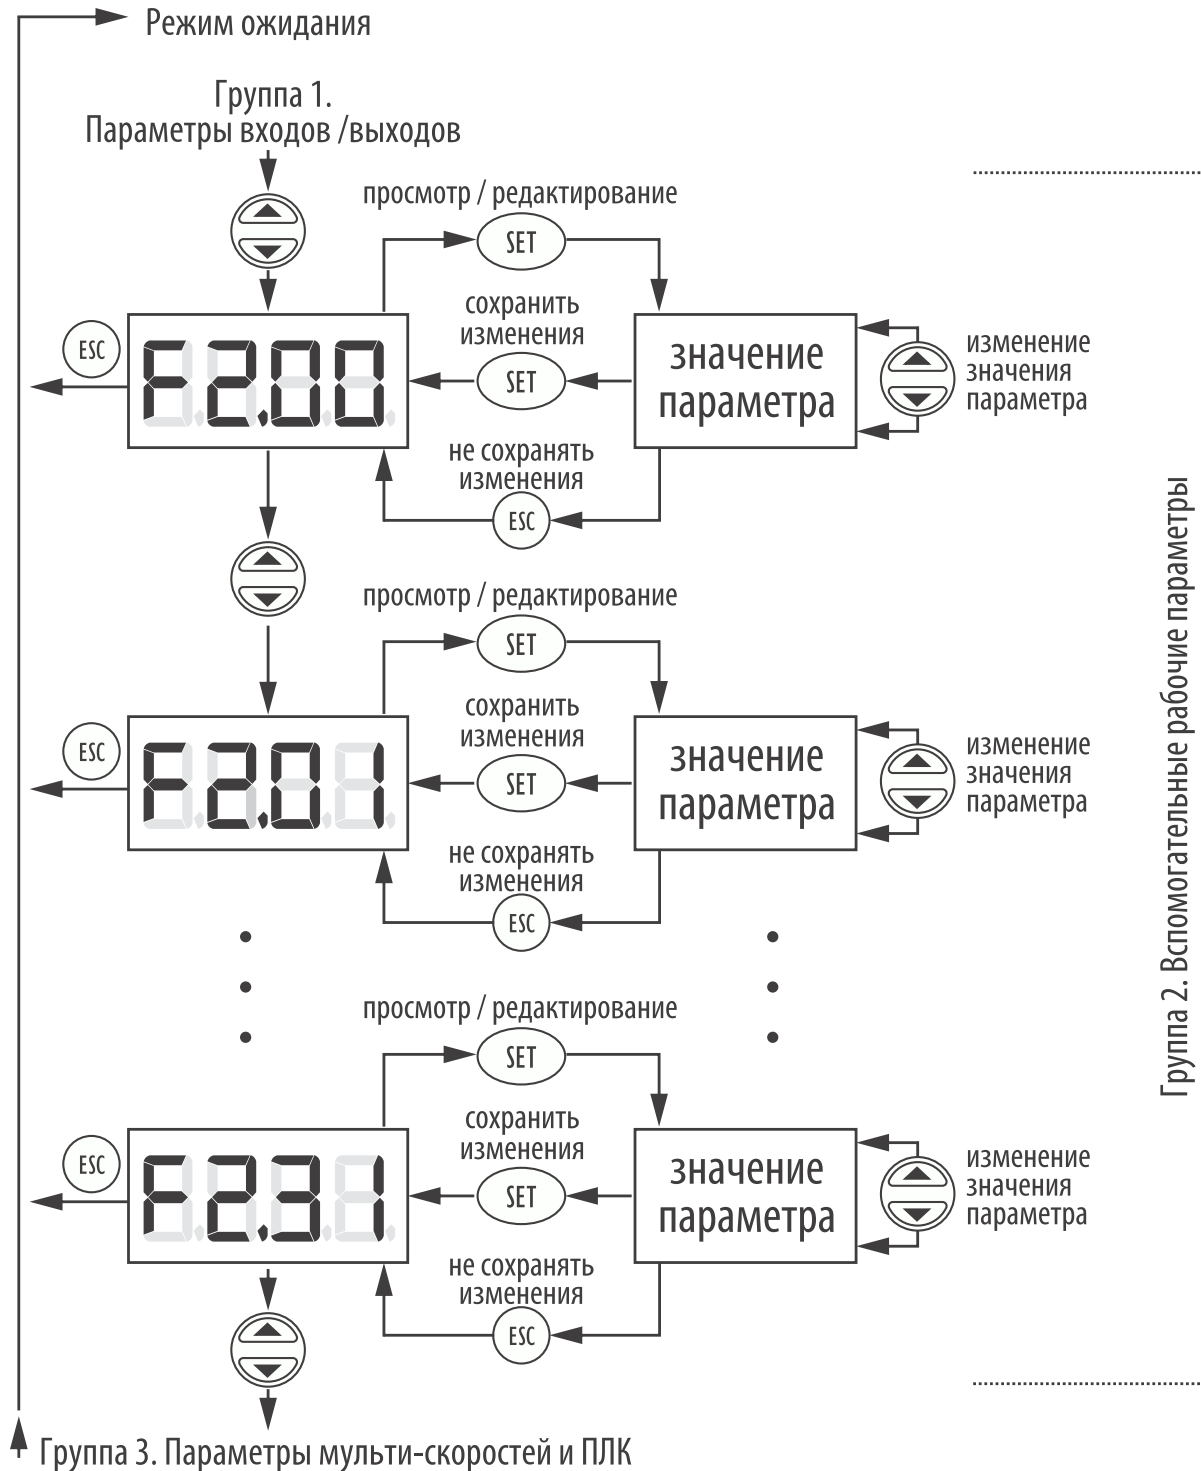 Режим ожидания
Группа 1.
Параметры входов /выходов
просмотр / редактирование
SET
сохранить
изменения
ESC
F2.00
SET
значение
параметра
изменение
значения
параметра
не сохранять
изменения
ESC
просмотр / редактирование
SET
сохранить
изменения
ESC
F2.01
SET
значение
параметра
изменение
значения
параметра
не сохранять
изменения
ESC
просмотр / редактирование
SET
сохранить
изменения
ESC
F2.31
SET
значение
параметра
изменение
значения
параметра
не сохранять
изменения
ESC
Группа 2. Вспомогательные рабочие параметры
Группа 3. Параметры мульти-скоростей и ПЛК